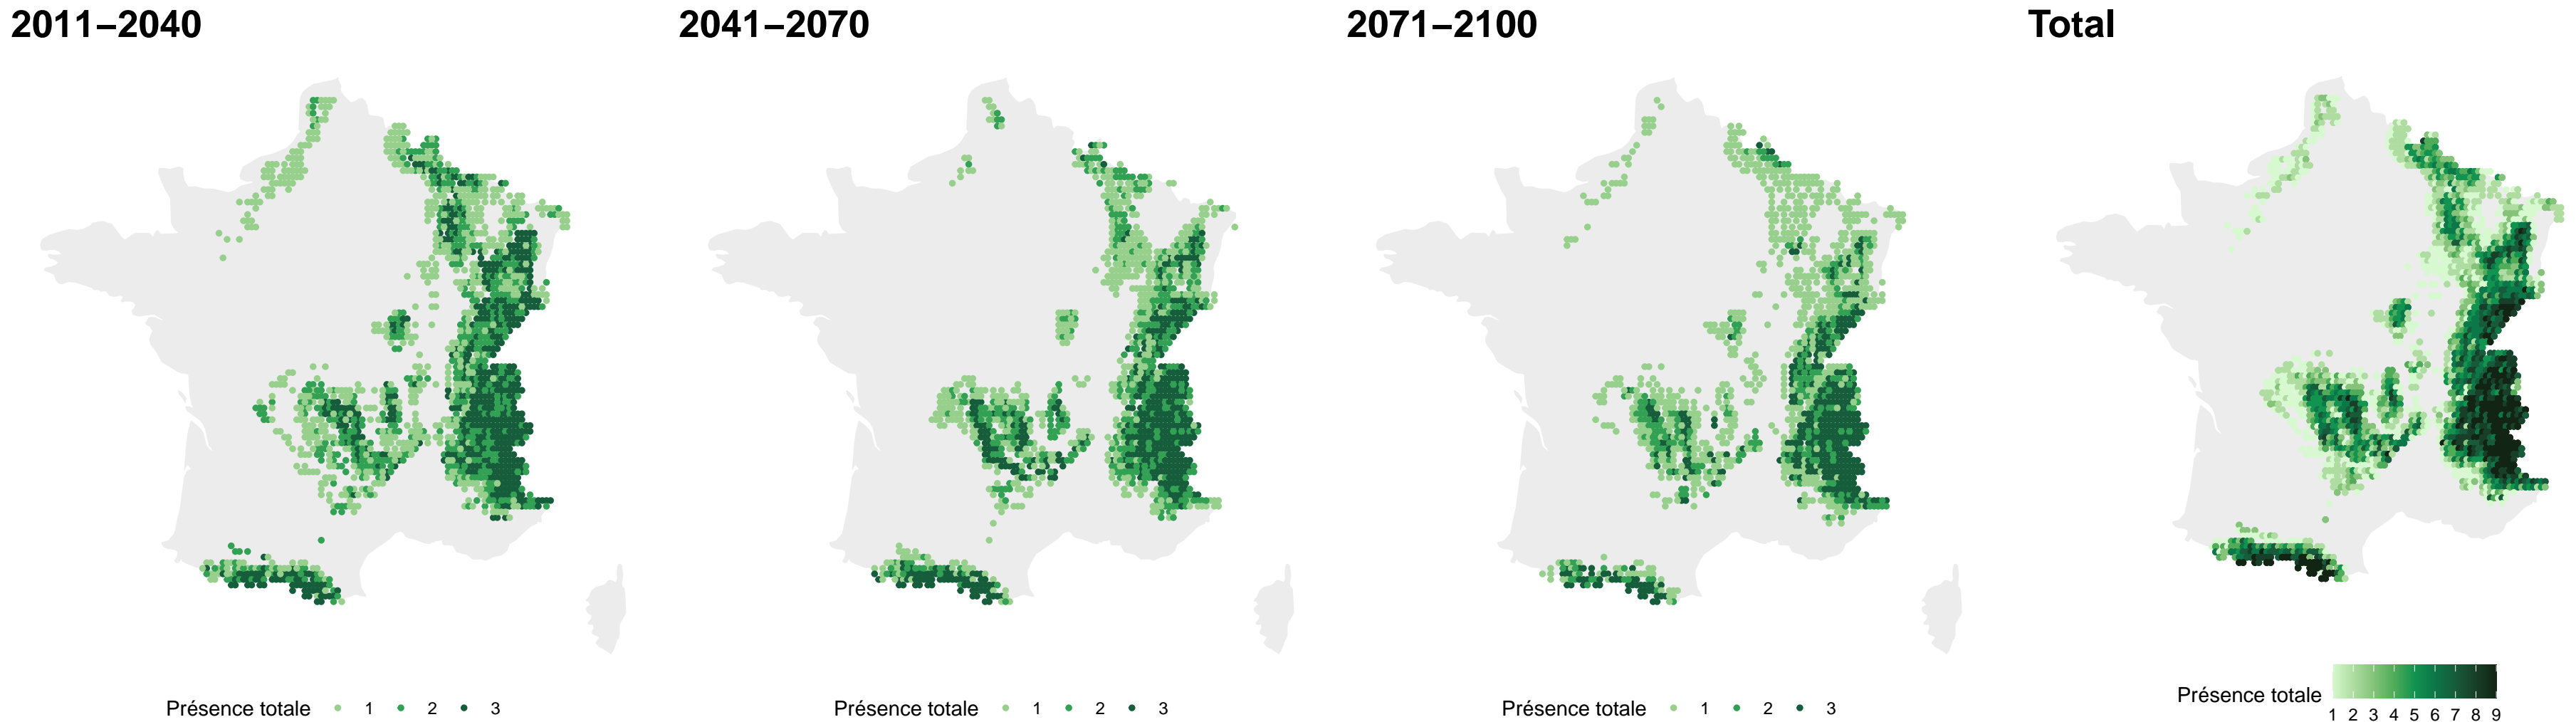 2011–2040
2041–2070
2071–2100
Total
Présence totale 1 2 3
Présence totale 1 2 3
Présence totale 1 2 3
Présence totale
1 2 3 4 5 6 7 8 9